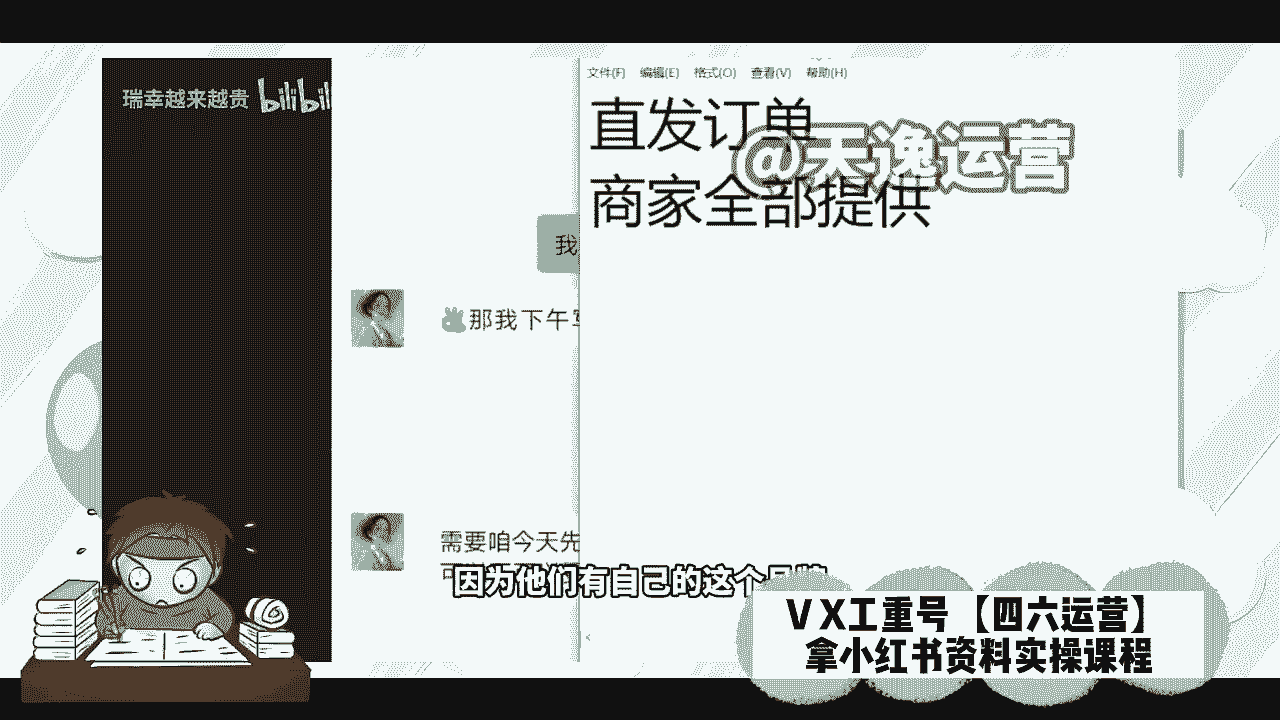 瑞幸越来越贵 bilibil
文件(F) 编辑(E) 格式(O) 查看(V) 帮助(H)
直发订单
@天逸运营
商家全部提供
我
那我下午
需要咱今天先
因为他们有自己的这个品牌
VX工重号【四六运营】
拿小红书资料实操课程